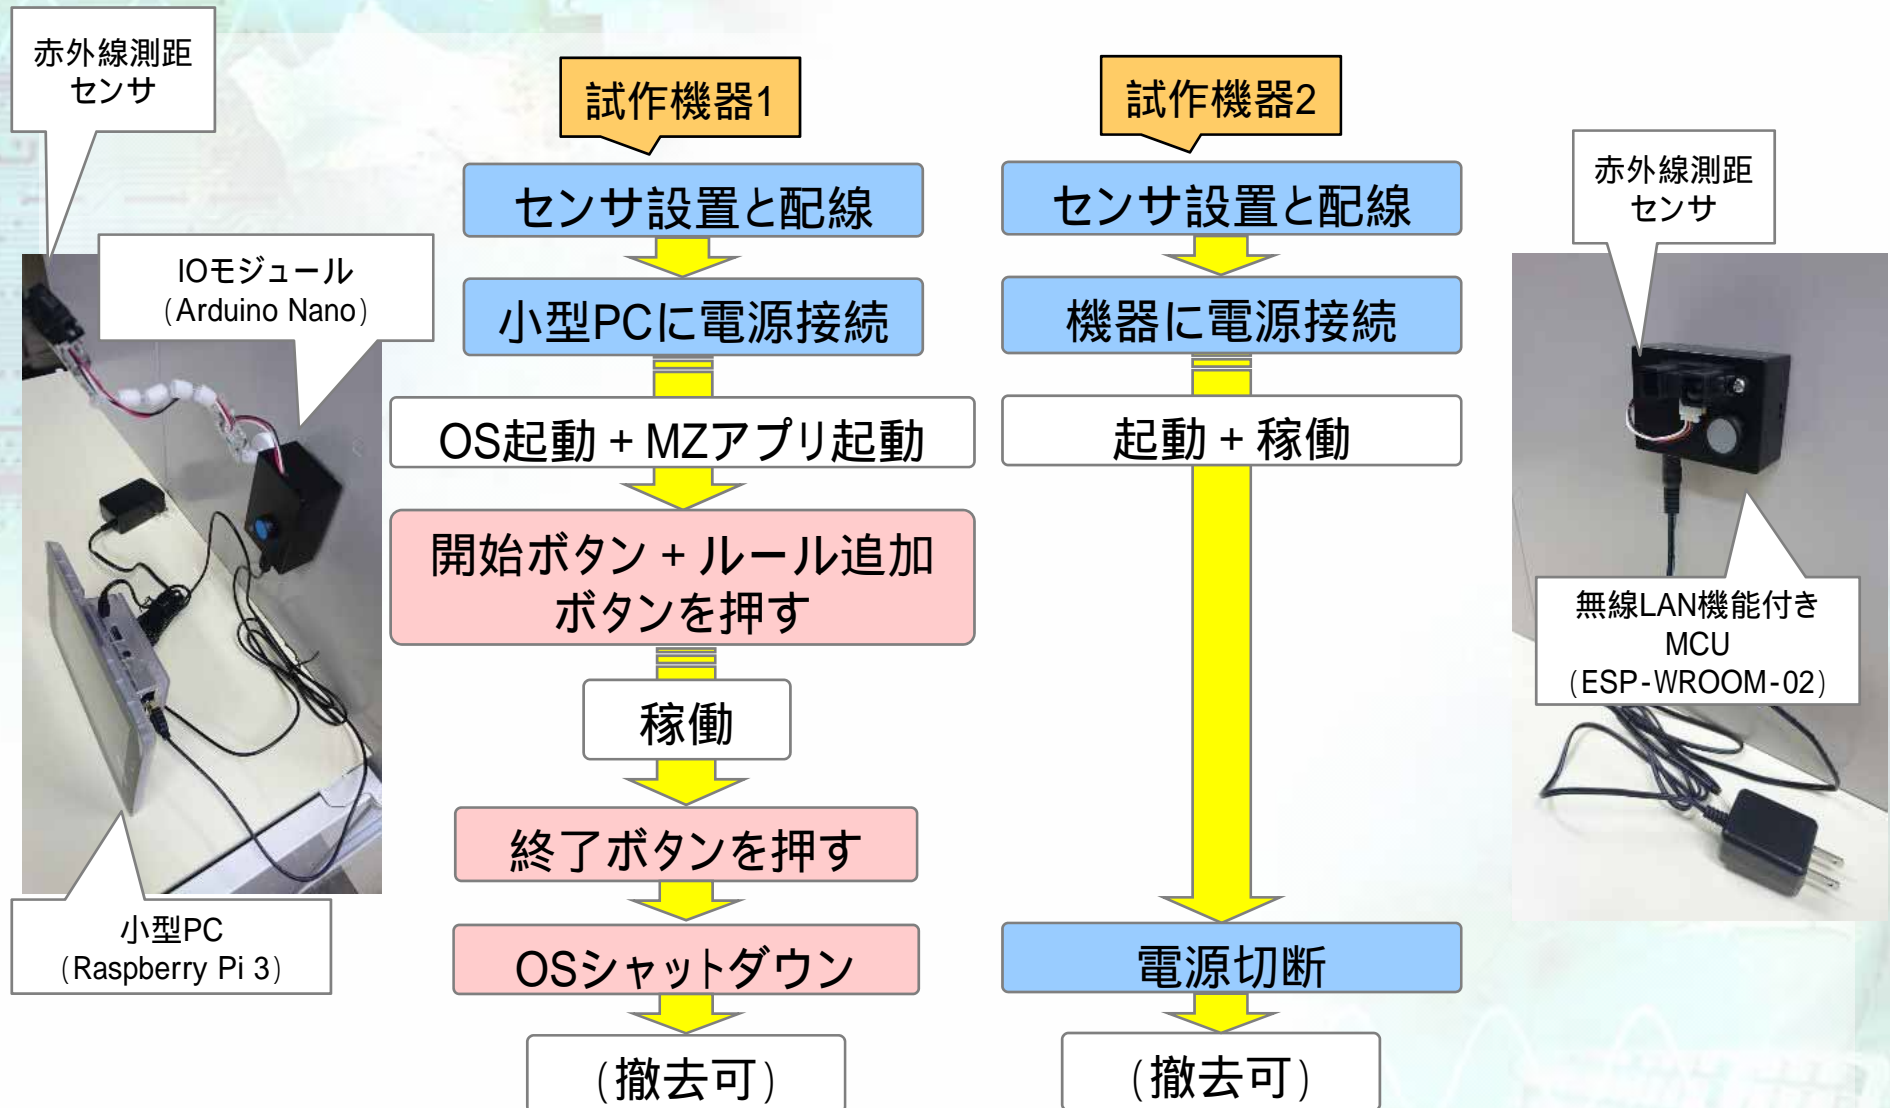 赤外線測距
センサ
IOモジュール
(Arduino Nano)
小型PC
(Raspberry Pi 3)
試作機器1
センサ設置と配線
小型PCに電源接続
OS起動 + MZアプリ起動
開始ボタン + ルール追加
ボタンを押す
稼働
終了ボタンを押す
OSシャットダウン
(撤去可)
試作機器2
センサ設置と配線
機器に電源接続
起動 + 稼働
電源切断
(撤去可)
赤外線測距
センサ
無線LAN機能付き
MCU
(ESP-WROOM-02)